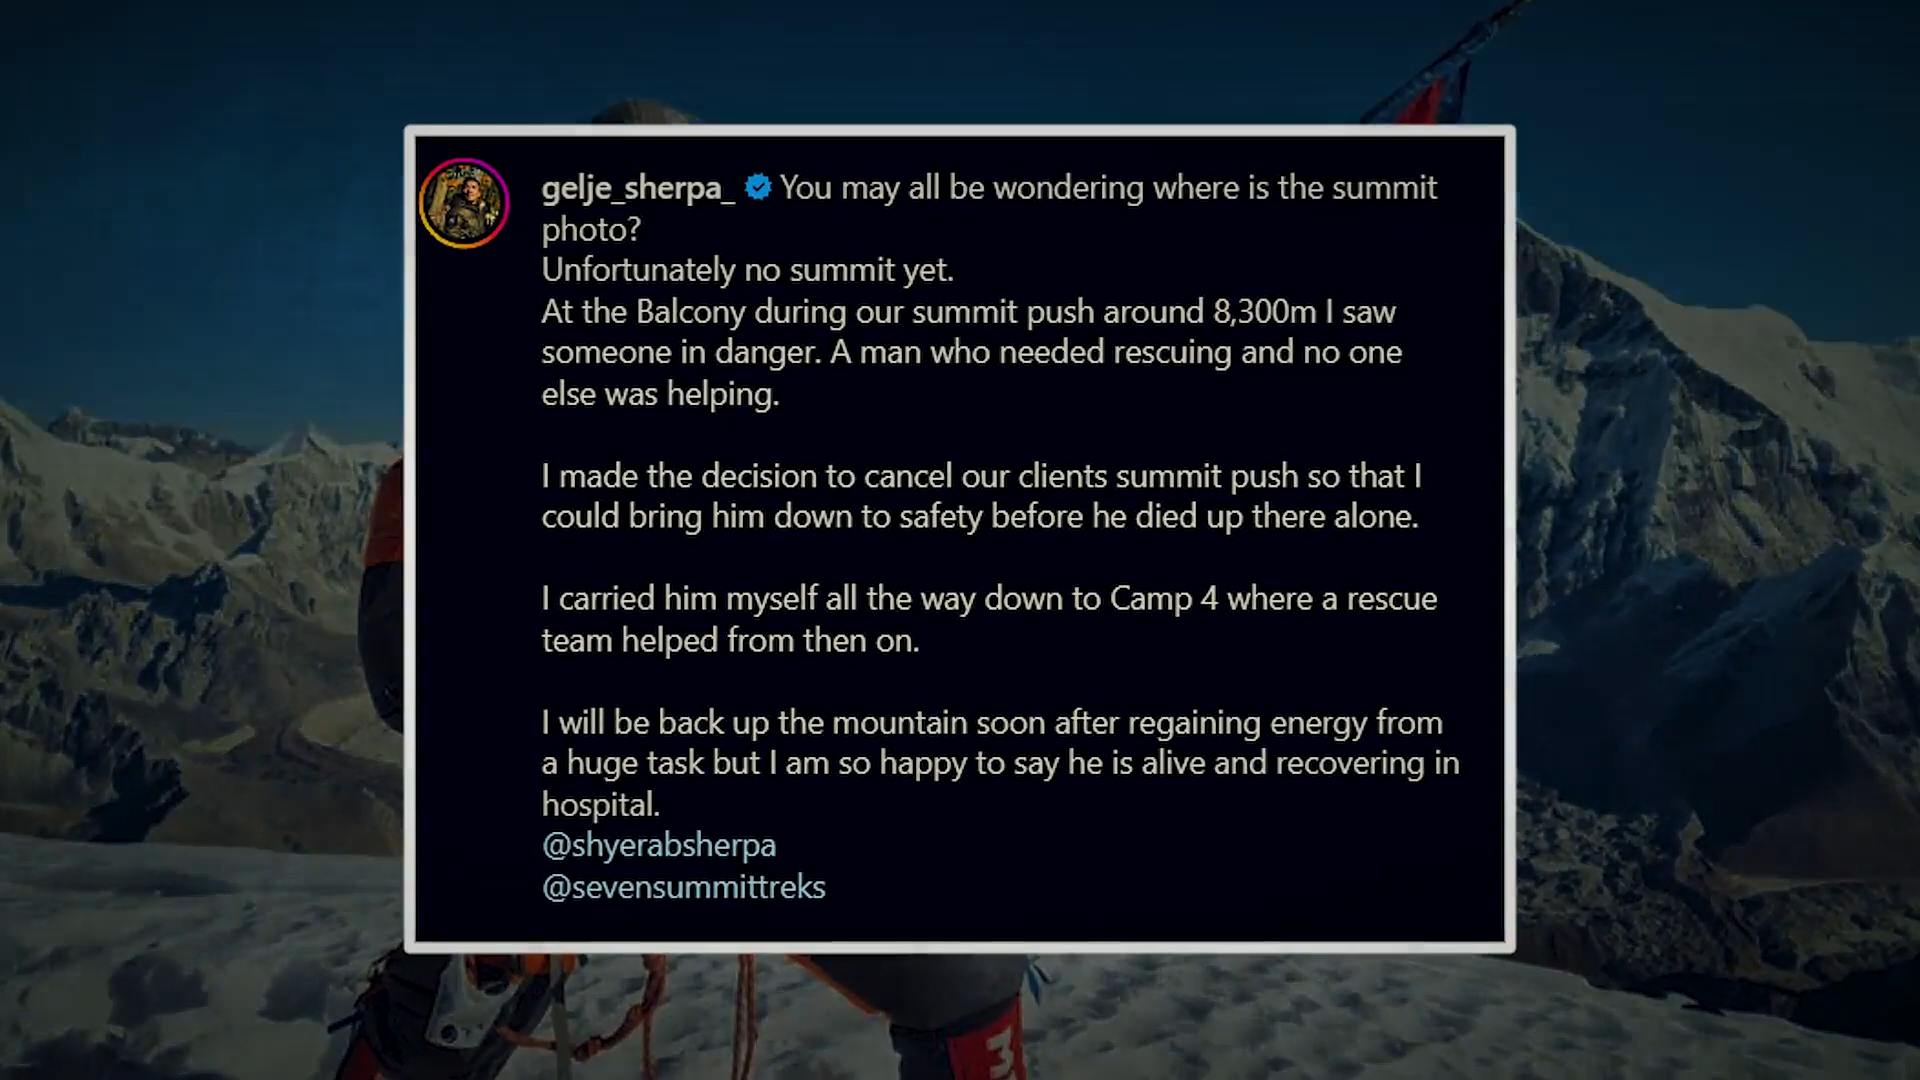 gelje_sherpa_ You may all be wondering where is the summit
photo?
Unfortunately no summit yet.
At the Balcony during our summit push around 8,300m I saw
someone in danger. A man who needed rescuing and no one
else was helping.
I made the decision to cancel our clients summit push so that I
could bring him down to safety before he died up there alone.
I carried him myself all the way down to Camp 4 where a rescue
team helped from then on.
I will be back up the mountain soon after regaining energy from
a huge task but I am so happy to say he is alive and recovering in
hospital.
@shyerabsherpa
@sevensummittreks
3